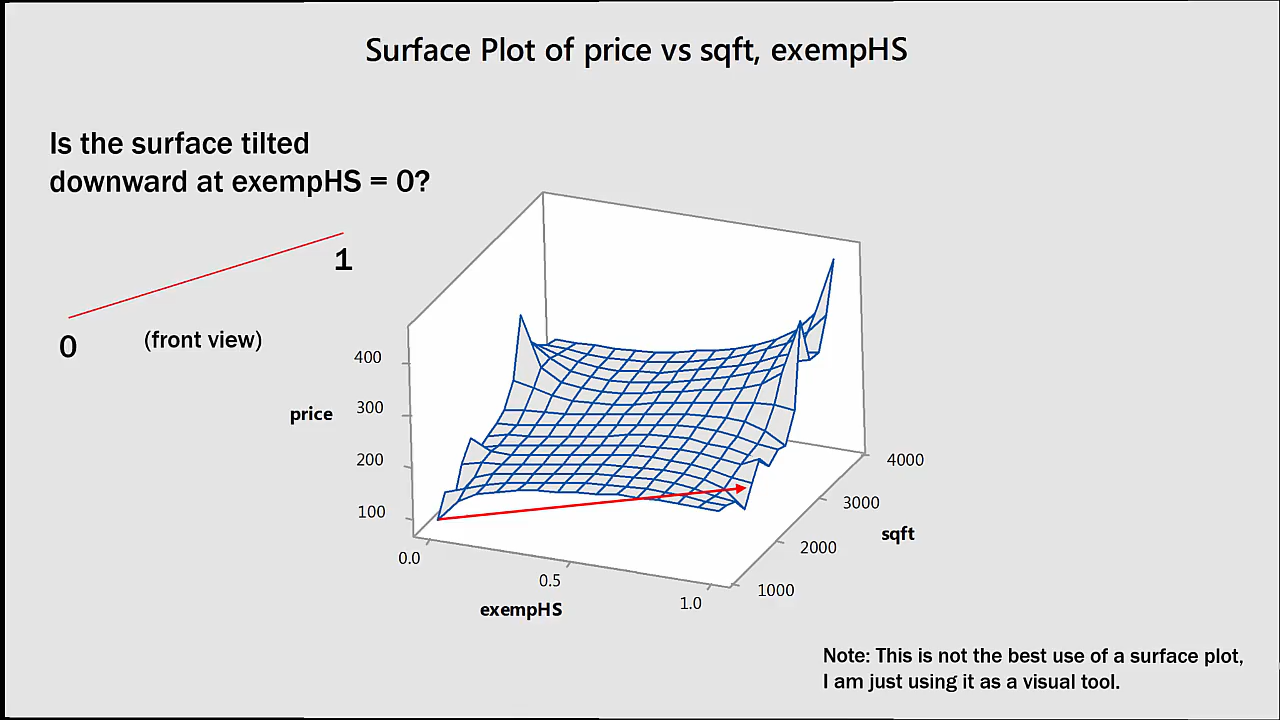 Surface Plot of price vs sqft, exempHS
Is the surface tilted
downward at exempHS = 0?
1
0
(front view)
400
300
200
100
price
0.0
0.5
1.0
exempHS
4000
3000
2000
1000
sqft
Note: This is not the best use of a surface plot,
I am just using it as a visual tool.